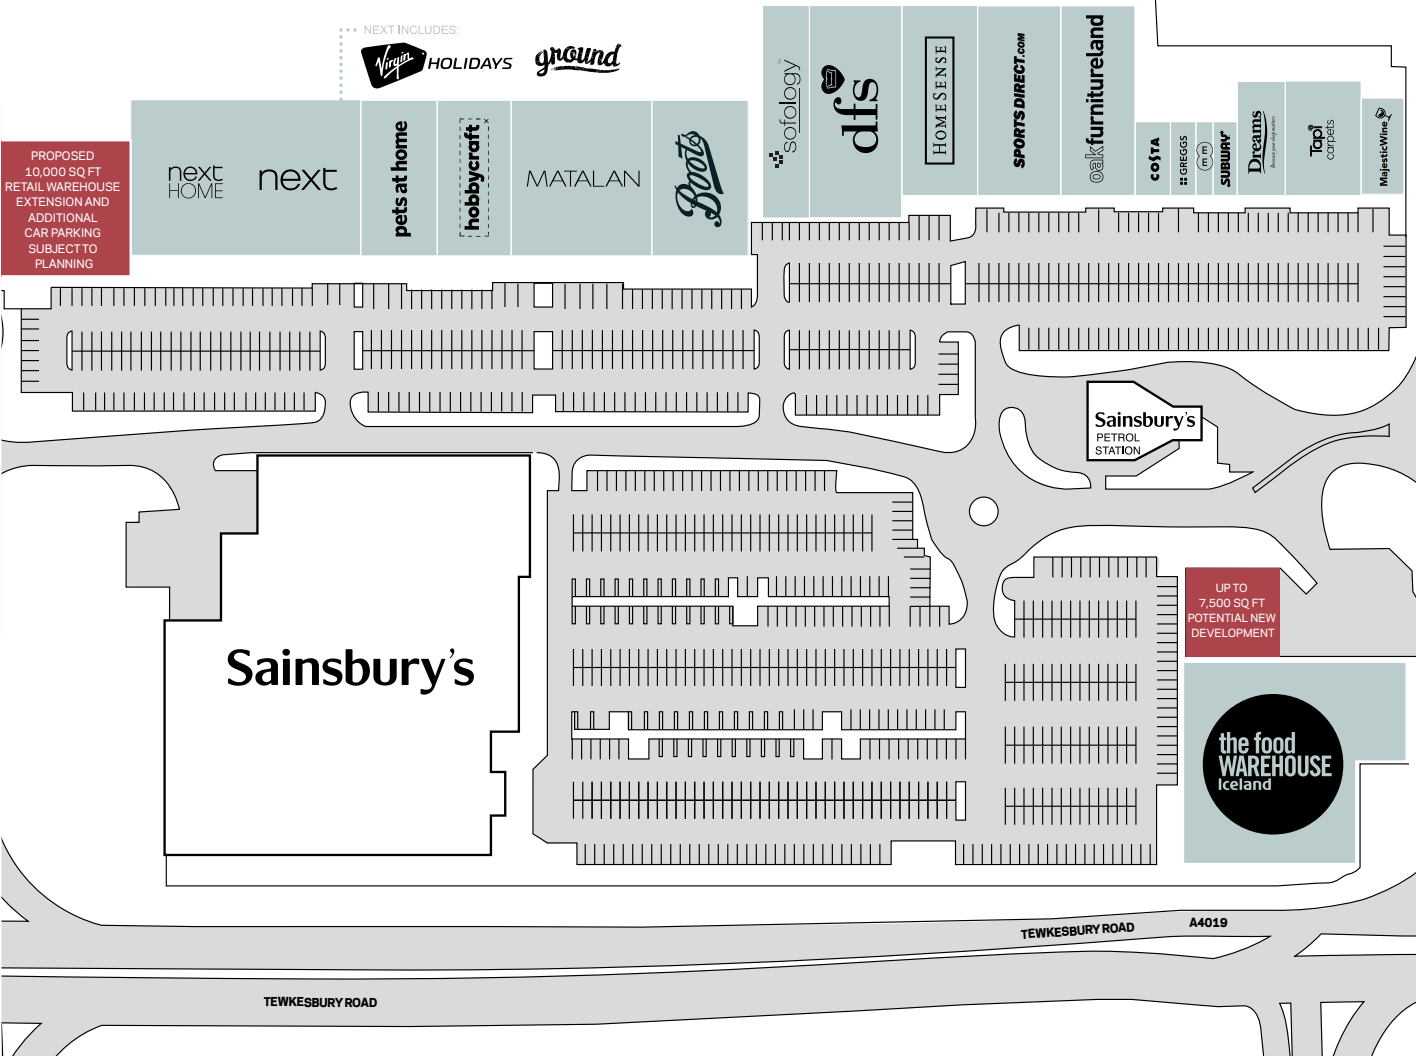 NEXT INCLUDES:
Virgin
HOLIDAYS
ground
PROPOSED
10,000 SQ FT
RETAIL WAREHOUSE
EXTENSION AND
ADDITIONAL
CAR PARKING
SUBJECT TO
PLANNING
next
HOME
next
pets at home
hobbycraft
MATALAN
Boots
sofology
dfs
HOMESENSE
SPORTS DIRECT.COM
oakfurnitureland
COSTA
GREGGS
EE
SUBWAY
Dreams
Tapi
carpets
MajesticWine
Sainsbury's
PETROL
STATION
Sainsbury's
UP TO
7,500 SQ FT
POTENTIAL NEW
DEVELOPMENT
the food
WAREHOUSE
Iceland
TEWKESBURY ROAD
A4019
TEWKESBURY ROAD